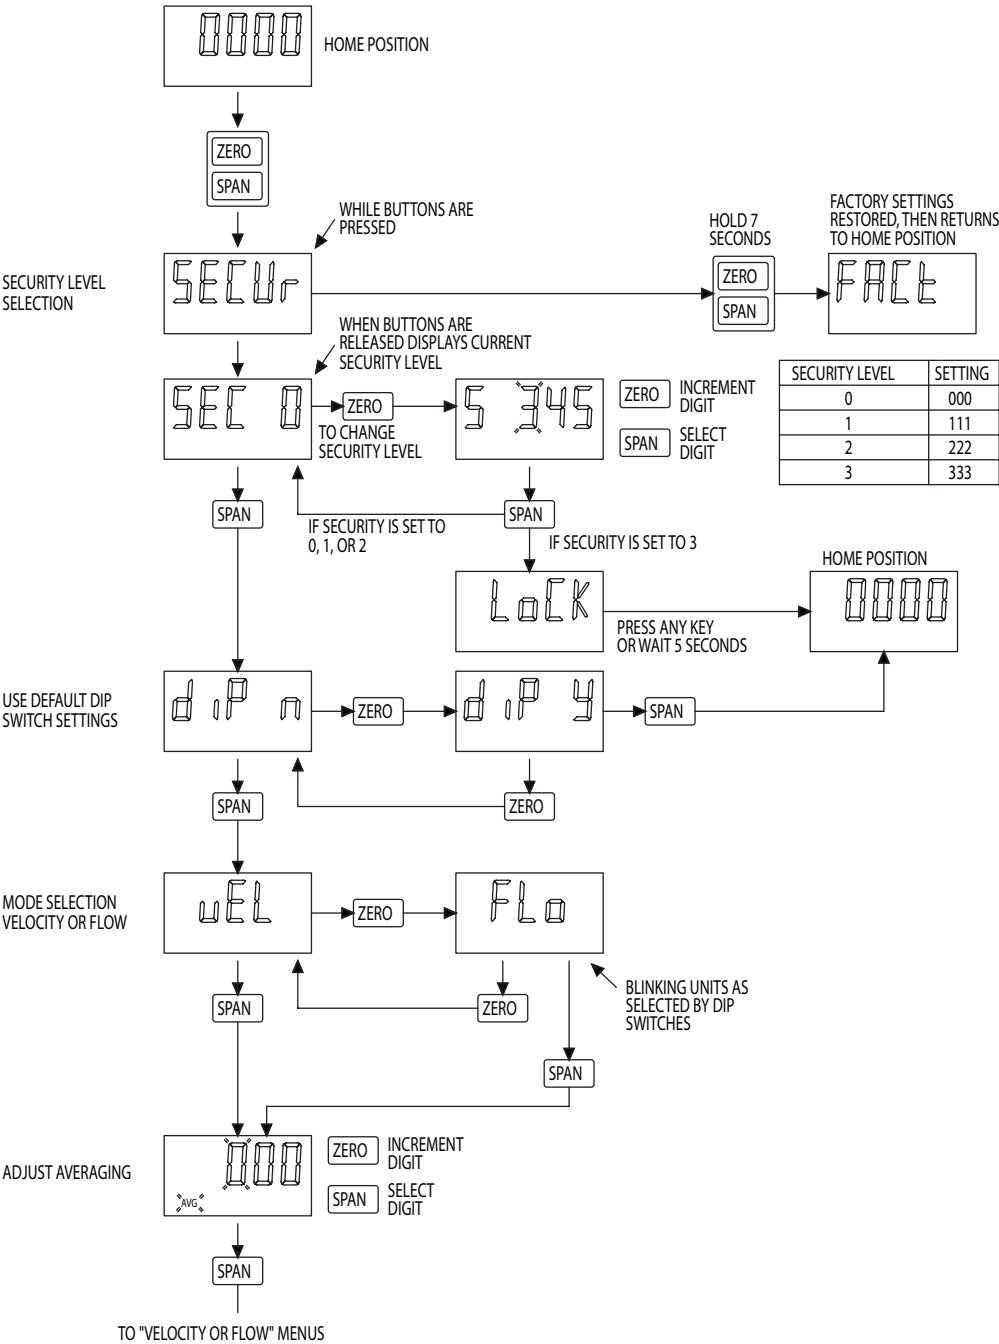 0000
HOME POSITION
ZERO
SPAN
WHILE BUTTONS ARE
PRESSED
HOLD 7
SECONDS
FACTORY SETTINGS
RESTORED, THEN RETURNS
TO HOME POSITION
SECURITY LEVEL
SELECTION
SECUr
ZERO
SPAN
FACt
WHEN BUTTONS ARE
RELEASED DISPLAYS CURRENT
SECURITY LEVEL
SEC 0
ZERO
TO CHANGE
SECURITY LEVEL
S 345
ZERO
INCREMENT
DIGIT
SPAN
SELECT
DIGIT
SECURITY LEVEL SETTING
0 000
1 111
2 222
3 333
SPAN
IF SECURITY IS SET TO
0, 1, OR 2
SPAN
IF SECURITY IS SET TO 3
LoCK
PRESS ANY KEY
OR WAIT 5 SECONDS
HOME POSITION
0000
USE DEFAULT DIP
SWITCH SETTINGS
diP n
ZERO
diP Y
SPAN
SPAN
ZERO
MODE SELECTION
VELOCITY OR FLOW
uEL
ZERO
FLo
BLINKING UNITS AS
SELECTED BY DIP
SWITCHES
SPAN
ZERO
SPAN
ADJUST AVERAGING
000
AVG
ZERO
INCREMENT
DIGIT
SPAN
SELECT
DIGIT
SPAN
TO "VELOCITY OR FLOW" MENUS